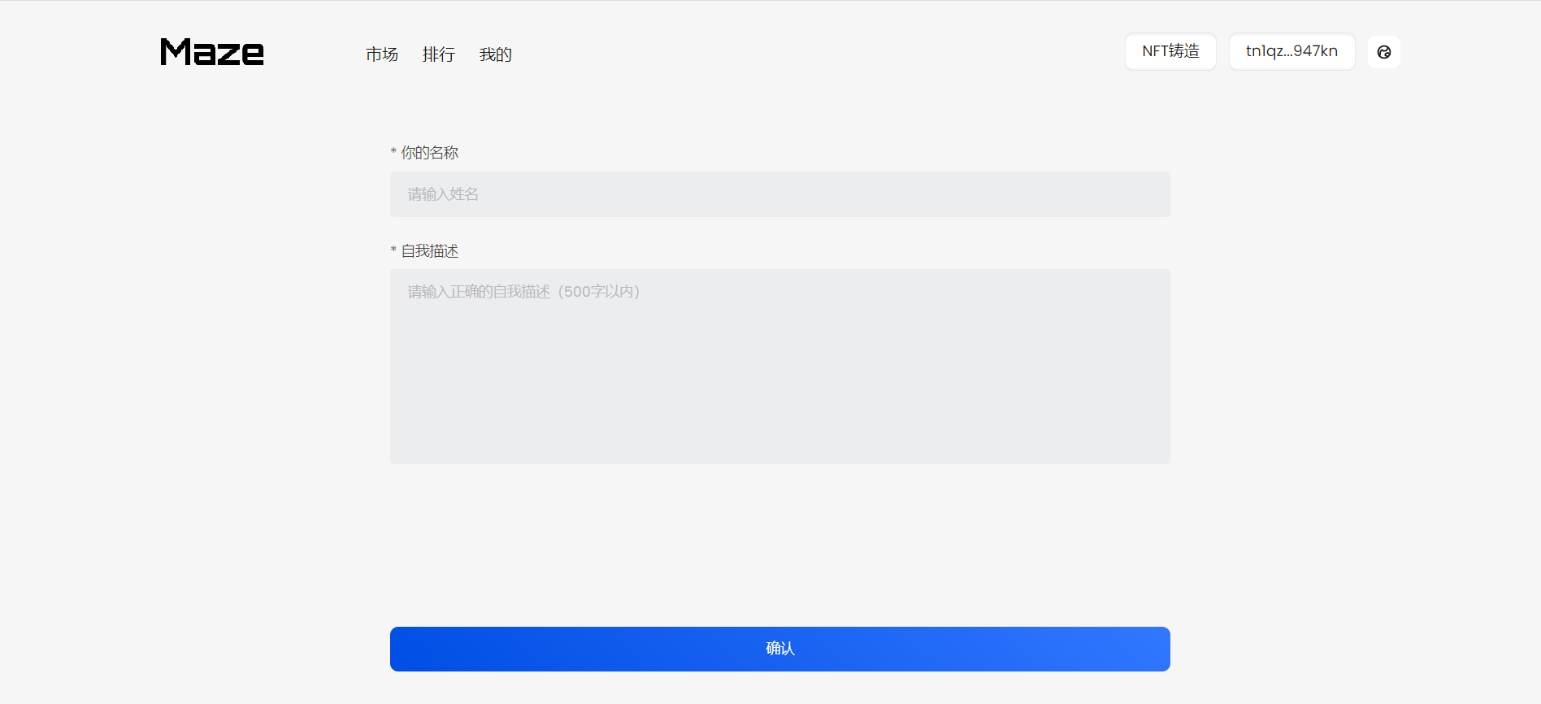 Maze
市场 排行 我的
NFT铸造 tn1qz...947kn
* 你的名称
请输入姓名
* 自我描述
请输入正确的自我描述（500字以内）
确认